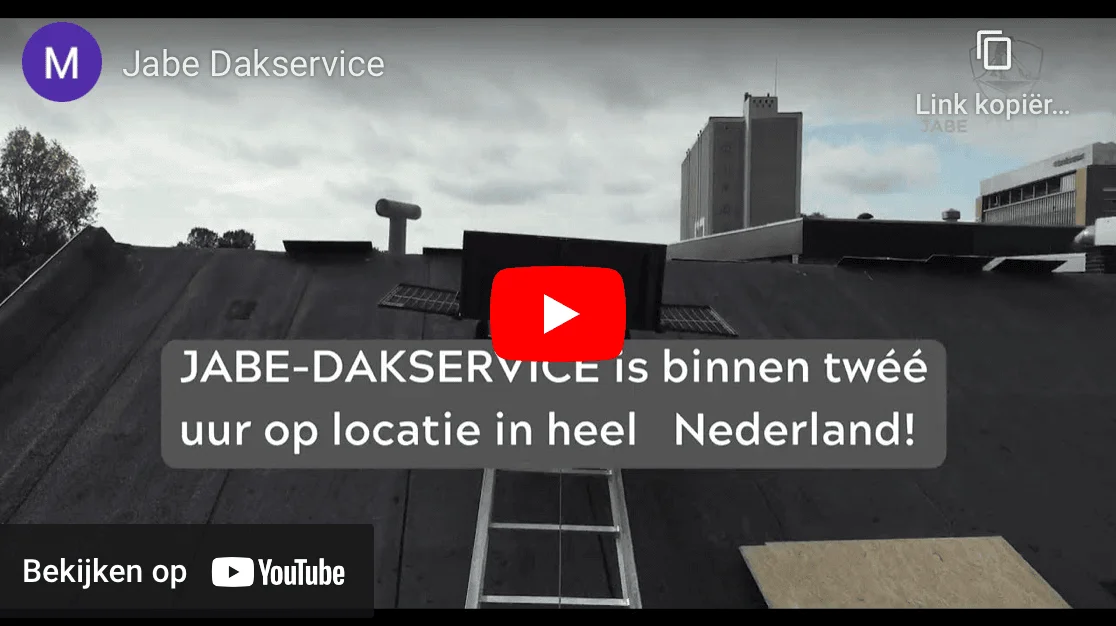 M
Jabe Dakservice
Link kopiër...
JABE
JABE-DAKSERVICE is binnen twéé
uur op locatie in heel Nederland!
Bekijken op YouTube